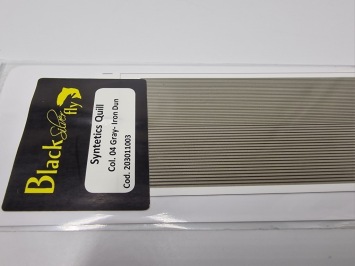 Black
Silver
fly
Syntetics Quill
Col. 04 Gray- Iron Dun
Cod. 203011003